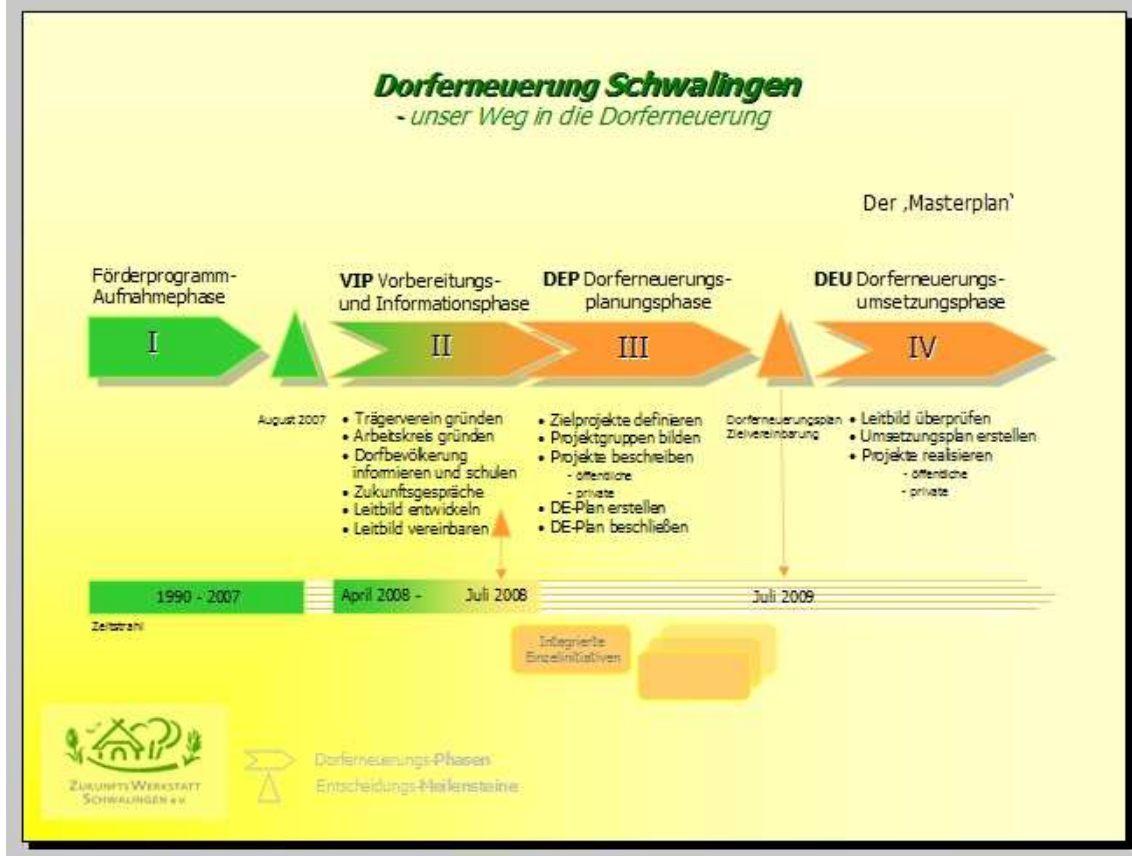 Dorferneuerung Schwalingen
- unser Weg in die Dorferneuerung
Der ‚Masterplan‘
Förderprogramm-
Aufnahmephase
VIP Vorbereitungs-
und Informationsphase
DEP Dorferneuerungs-
planungsphase
DEU Dorferneuerungs-
umsetzungsphase
I
II
III
IV
August 2007
• Trägerverein gründen
• Arbeitskreis gründen
• Dorfbevölkerung
informieren und schulen
• Zukunftsgespräche
• Leitbild entwickeln
• Leitbild vereinbaren
• Zielprojekte definieren
• Projektgruppen bilden
• Projekte beschreiben
- öffentliche
- private
• DE-Plan erstellen
• DE-Plan beschließen
Dorferneuerungsplan
Zielvereinbarung
• Leitbild überprüfen
• Umsetzungsplan erstellen
• Projekte realisieren
- öffentliche
- private
1990 - 2007
April 2008 - Juli 2008
Juli 2009
Zeitstrahl
Integrierte
Einzelinitiativen
ZUKUNFTSWERKSTATT
SCHWALINGEN e.V.
Dorferneuerungs-Phasen
Entscheidungs-Meilensteine